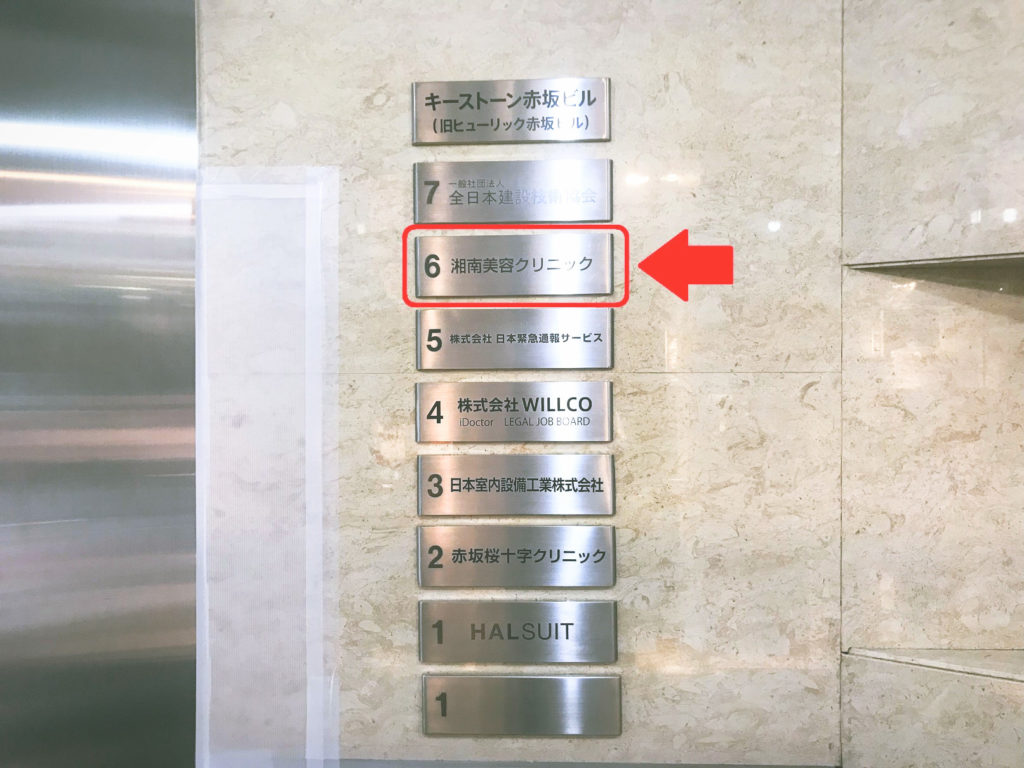 キーストーン赤坂ビル
(旧ヒューリック赤坂ビル)
7 一般社団法人
全日本建設技術協会
6 湘南美容クリニック
5 株式会社 日本緊急通報サービス
4 株式会社 WILLCO
iDoctor LEGAL JOB BOARD
3 日本室内設備工業株式会社
2 赤坂桜十字クリニック
1 HALSUIT
1